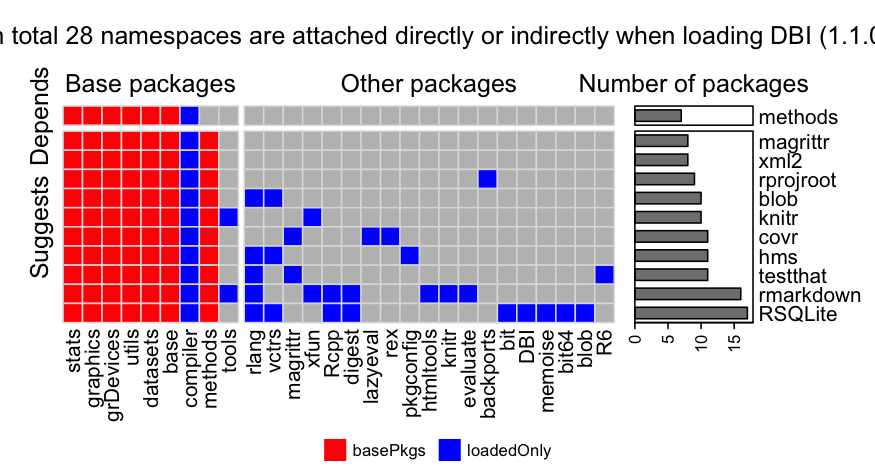 n total 28 namespaces are attached directly or indirectly when loading DBI (1.1.0
Base packages
Other packages
Number of packages
Depends
Suggests
methods
magrittr
xml2
rprojroot
blob
knitr
covr
hms
testthat
rmarkdown
RSQLite
0
5
10
15
stats
graphics
grDevices
utils
datasets
base
compiler
methods
tools
rlang
vctrs
magrittr
xfun
Rcpp
digest
lazyeval
rex
pkgconfig
htmltools
knitr
evaluate
backports
bit
DBI
memoise
bit64
blob
R6
basePkgs
loadedOnly